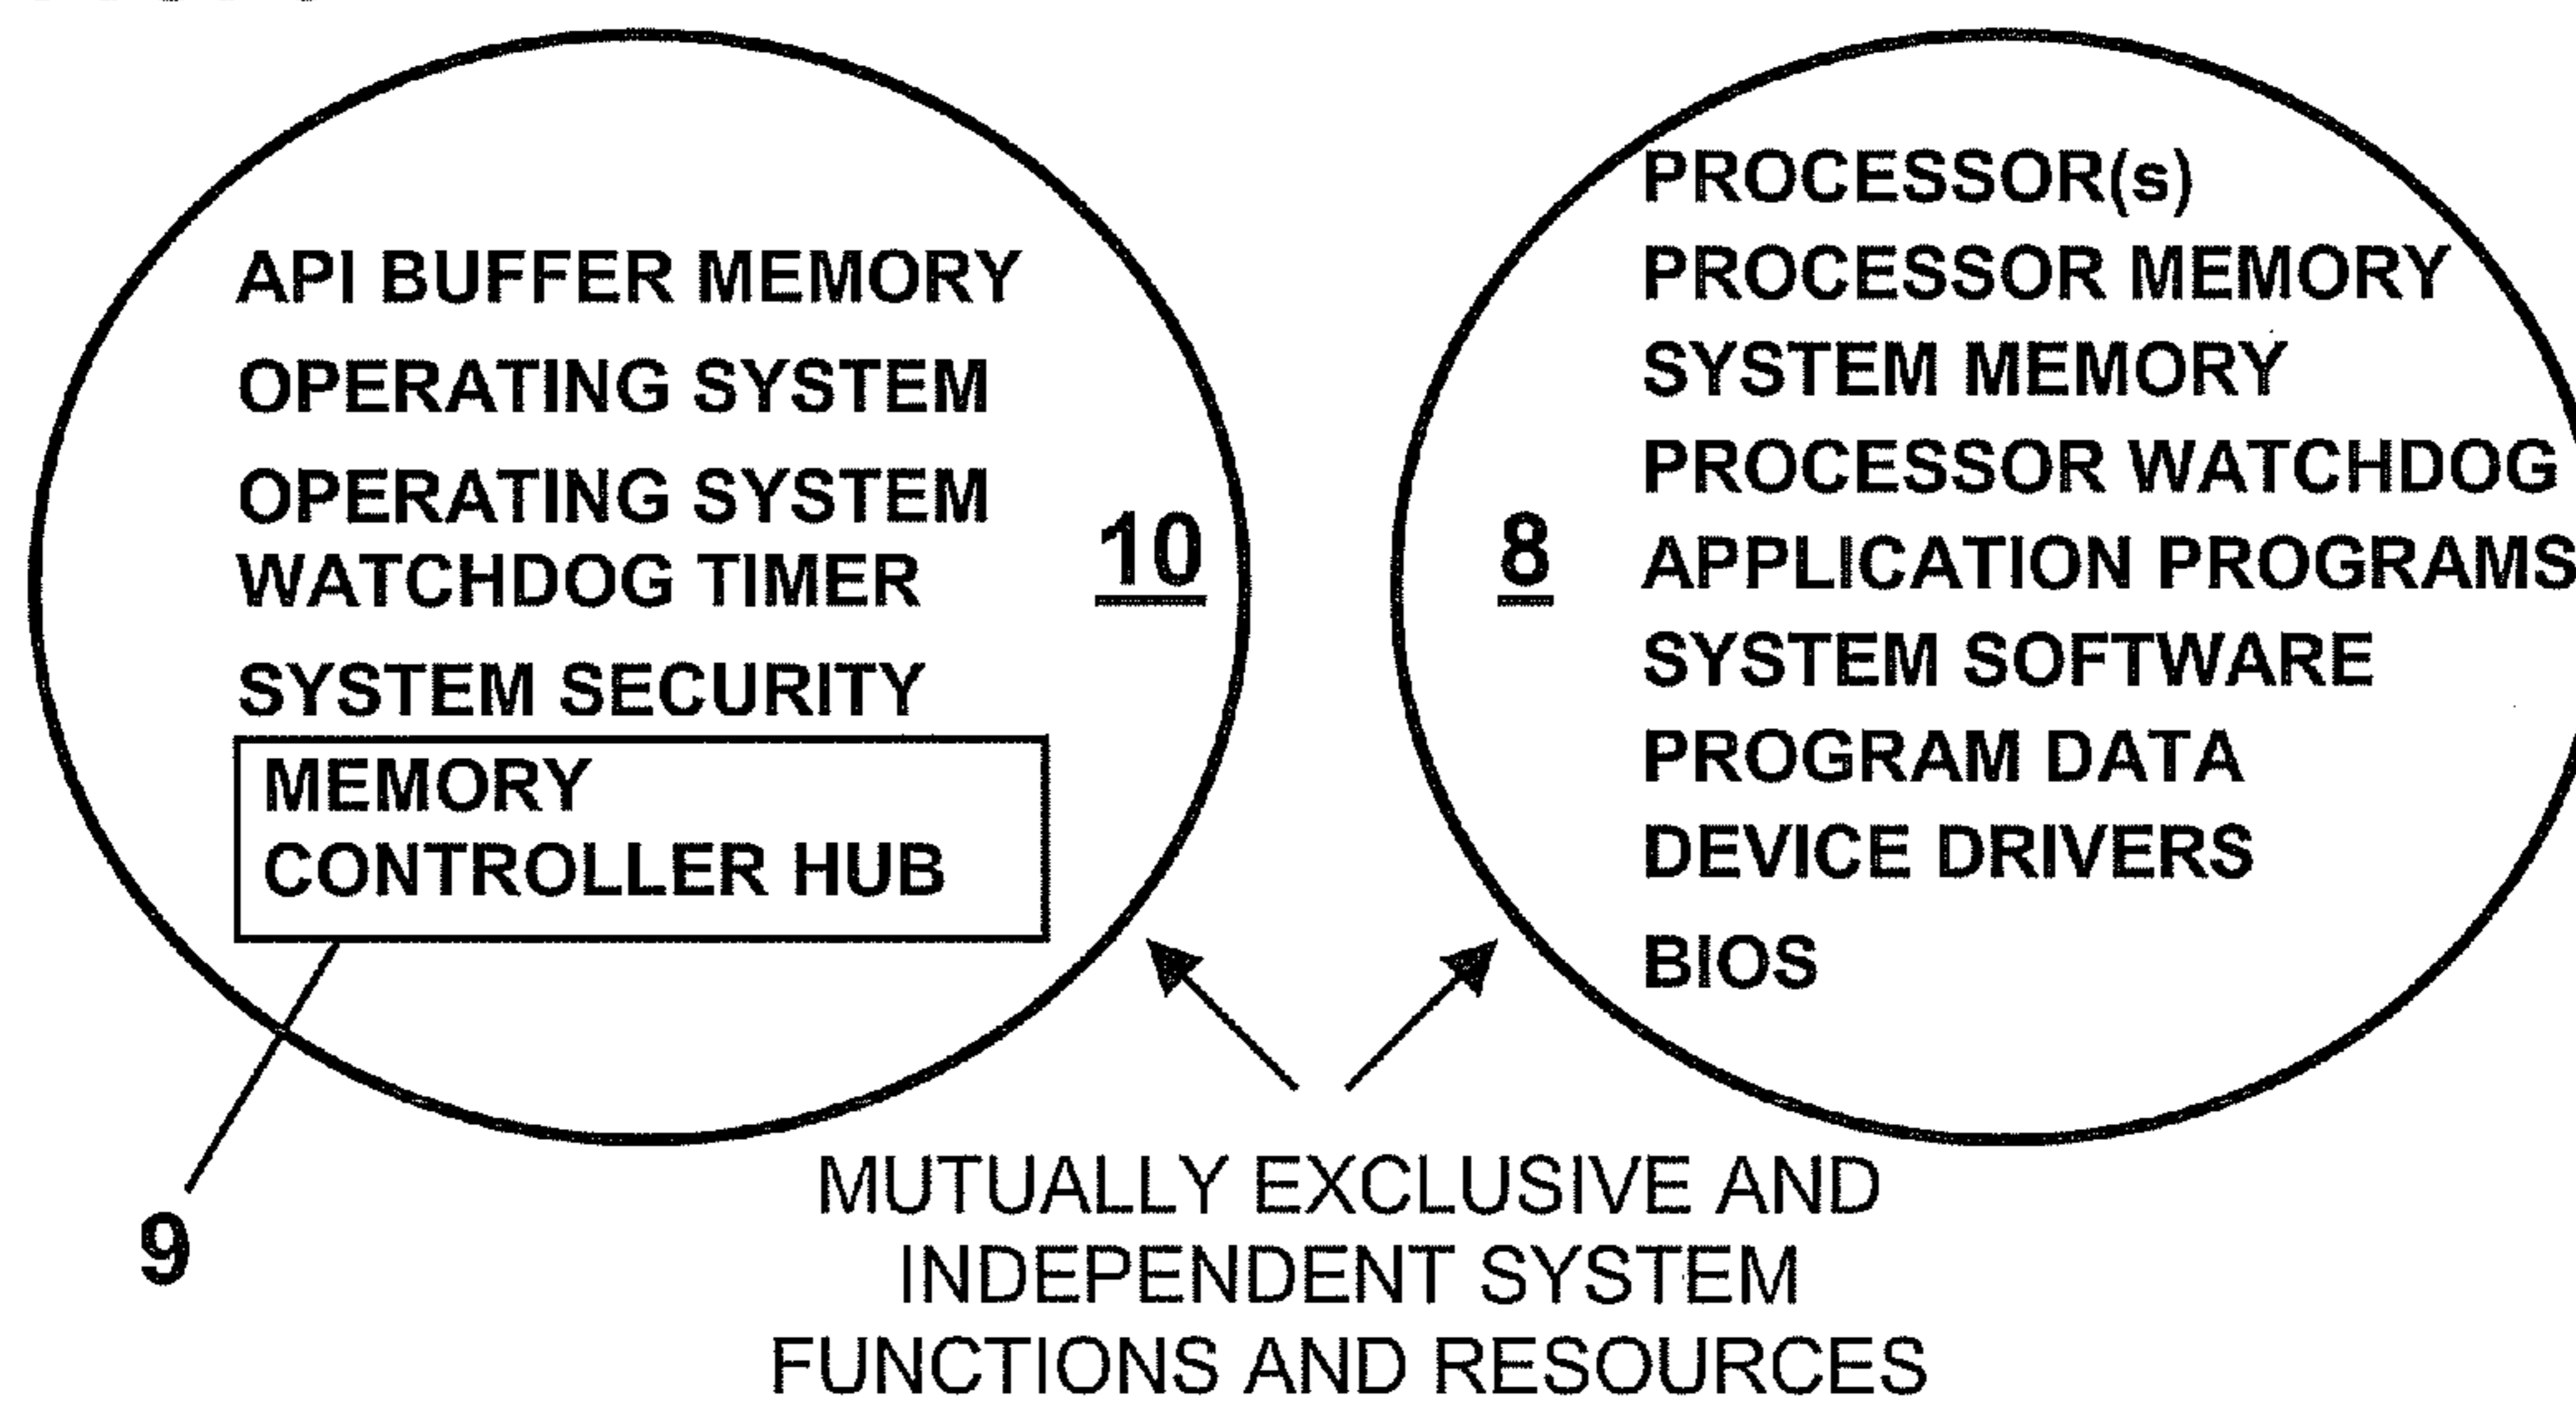 API BUFFER MEMORY
OPERATING SYSTEM
OPERATING SYSTEM
WATCHDOG TIMER
SYSTEM SECURITY
MEMORY
CONTROLLER HUB
10
9
8
PROCESSOR(s)
PROCESSOR MEMORY
SYSTEM MEMORY
PROCESSOR WATCHDOG
APPLICATION PROGRAMS
SYSTEM SOFTWARE
PROGRAM DATA
DEVICE DRIVERS
BIOS
MUTUALLY EXCLUSIVE AND
INDEPENDENT SYSTEM
FUNCTIONS AND RESOURCES